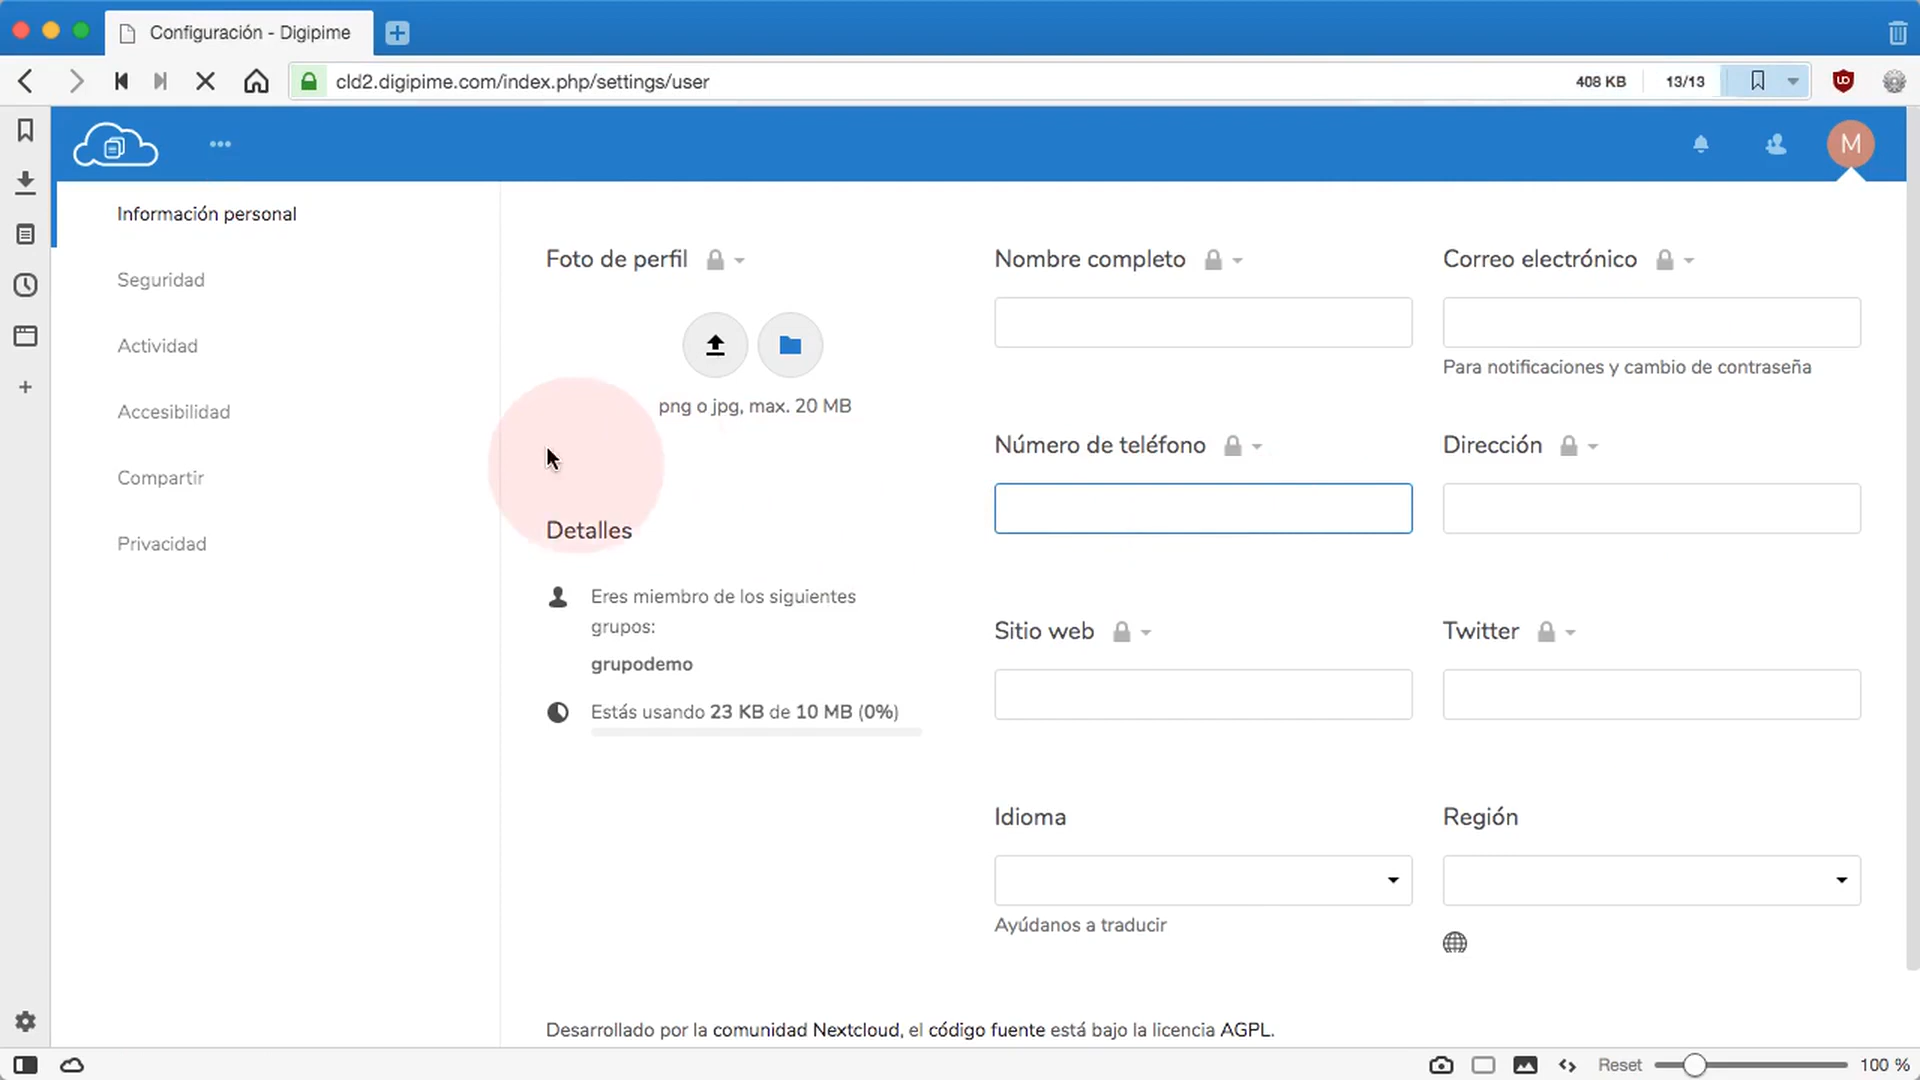 Configuración - Digipime
cld2.digipime.com/index.php/settings/user
408 KB
13/13
M
Información personal
Seguridad
Actividad
Accesibilidad
Compartir
Privacidad
Foto de perfil
png o jpg, max. 20 MB
Detalles
Eres miembro de los siguientes
grupos:
grupodemo
Estás usando 23 KB de 10 MB (0%)
Nombre completo
Correo electrónico
Para notificaciones y cambio de contraseña
Número de teléfono
Dirección
Sitio web
Twitter
Idioma
Región
Ayúdanos a traducir
Desarrollado por la comunidad Nextcloud, el código fuente está bajo la licencia AGPL.
Reset
100 %